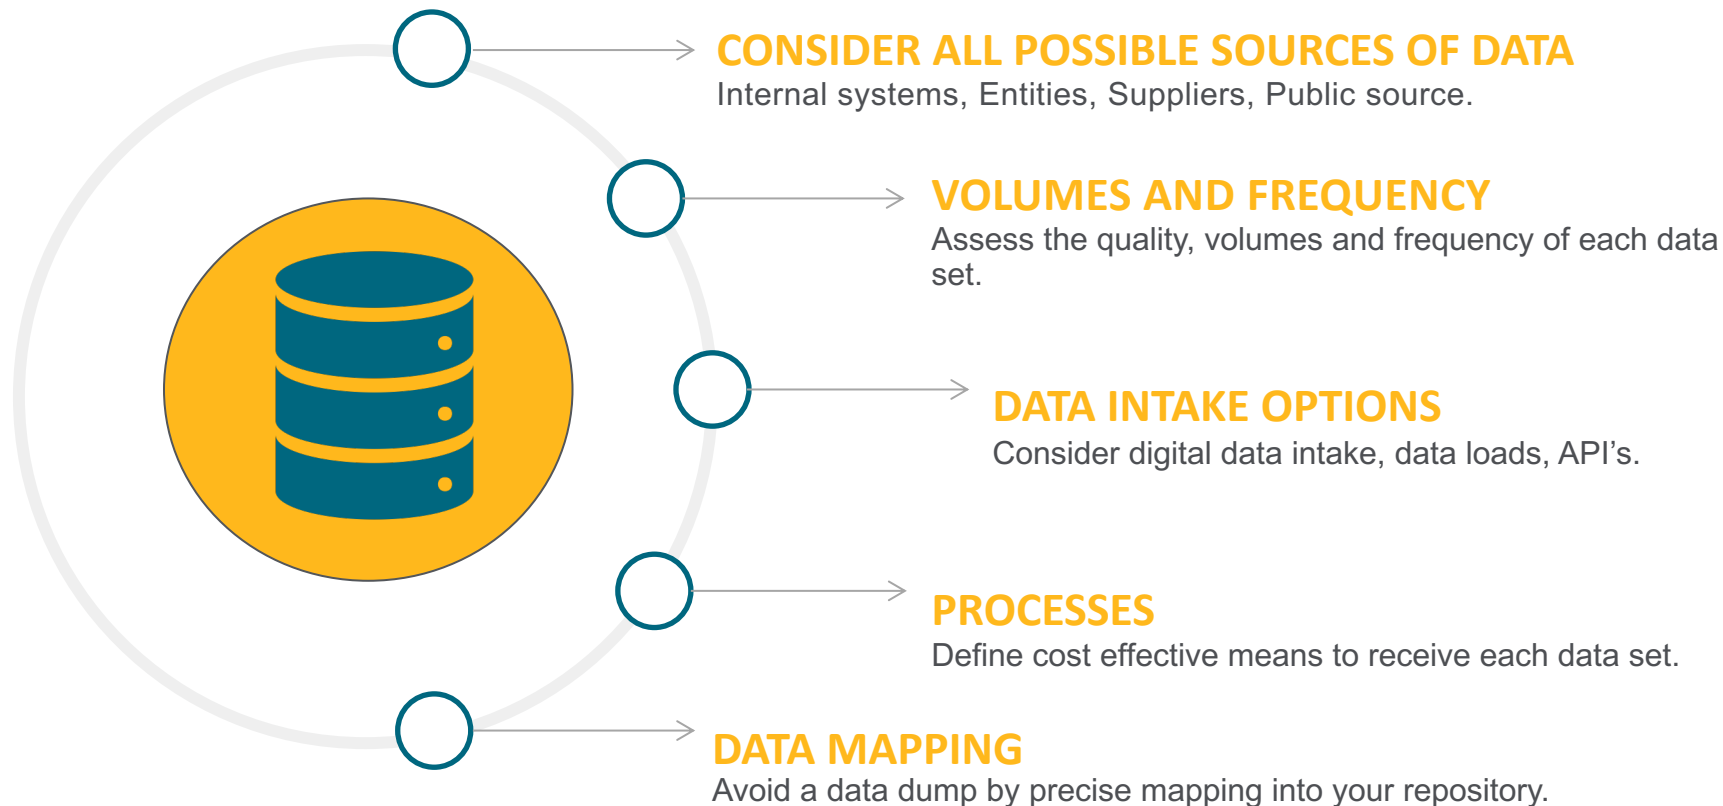 CONSIDER ALL POSSIBLE SOURCES OF DATA
Internal systems, Entities, Suppliers, Public source.
VOLUMES AND FREQUENCY
Assess the quality, volumes and frequency of each data
set.
DATA INTAKE OPTIONS
Consider digital data intake, data loads, API’s.
PROCESSES
Define cost effective means to receive each data set.
DATA MAPPING
Avoid a data dump by precise mapping into your repository.